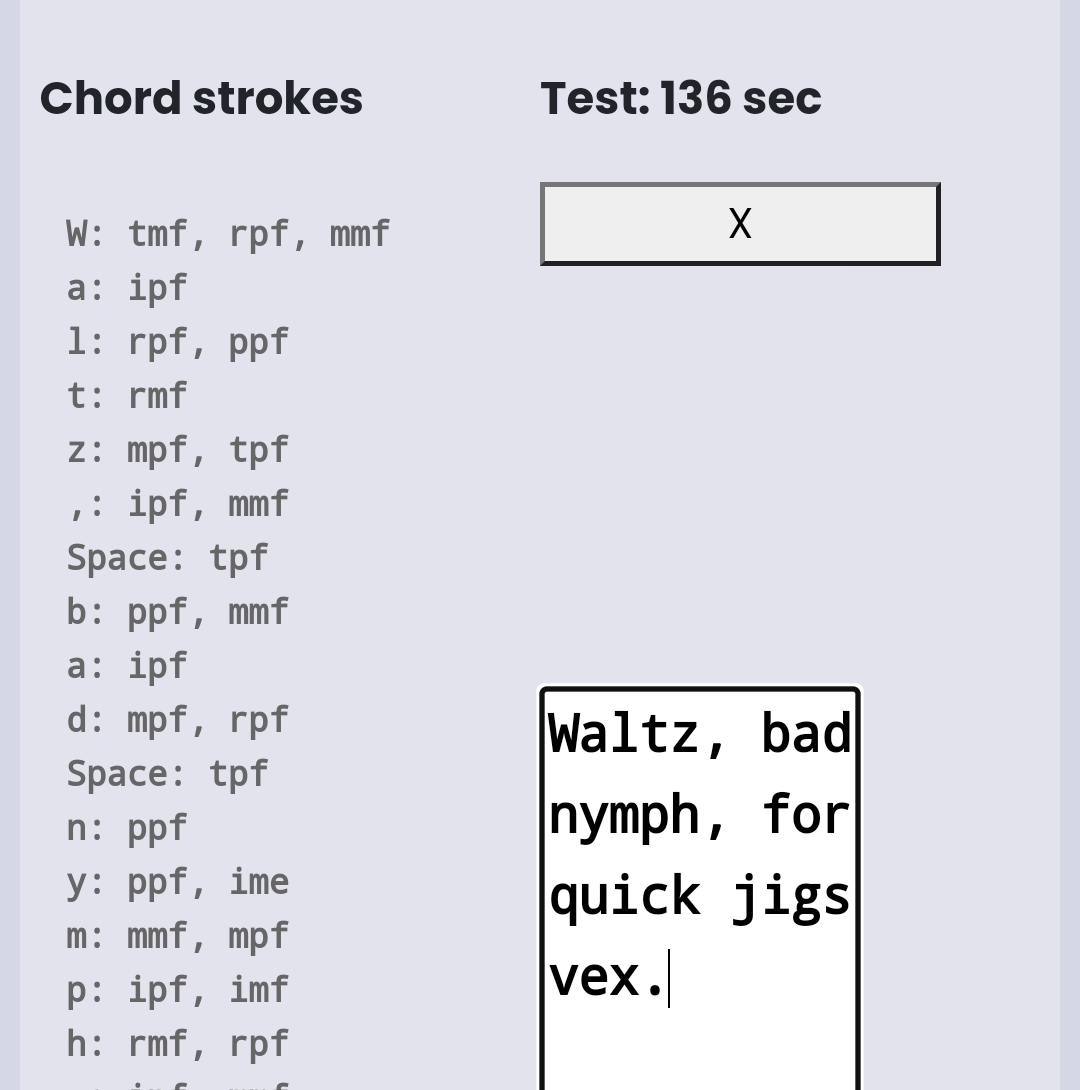 Chord strokes
Test: 136 sec
X
W: tmf, rpf, mmf
a: ipf
l: rpf, ppf
t: rmf
z: mpf, tpf
,: ipf, mmf
Space: tpf
b: ppf, mmf
a: ipf
d: mpf, rpf
Space: tpf
n: ppf
y: ppf, ime
m: mmf, mpf
p: ipf, imf
h: rmf, rpf
Waltz, bad
nymph, for
quick jigs
vex.